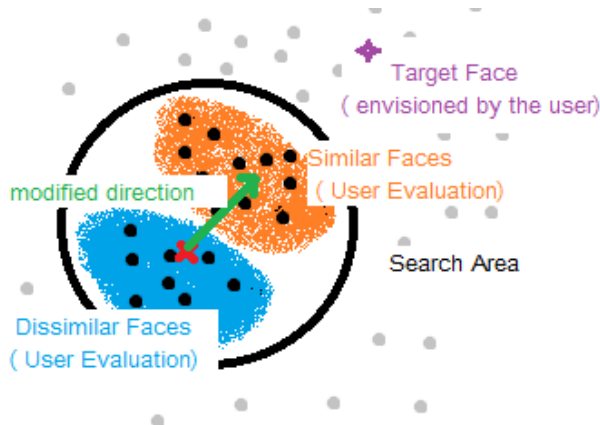 Target Face
( envisioned by the user)
Similar Faces
( User Evaluation)
modified direction
Search Area
Dissimilar Faces
( User Evaluation)